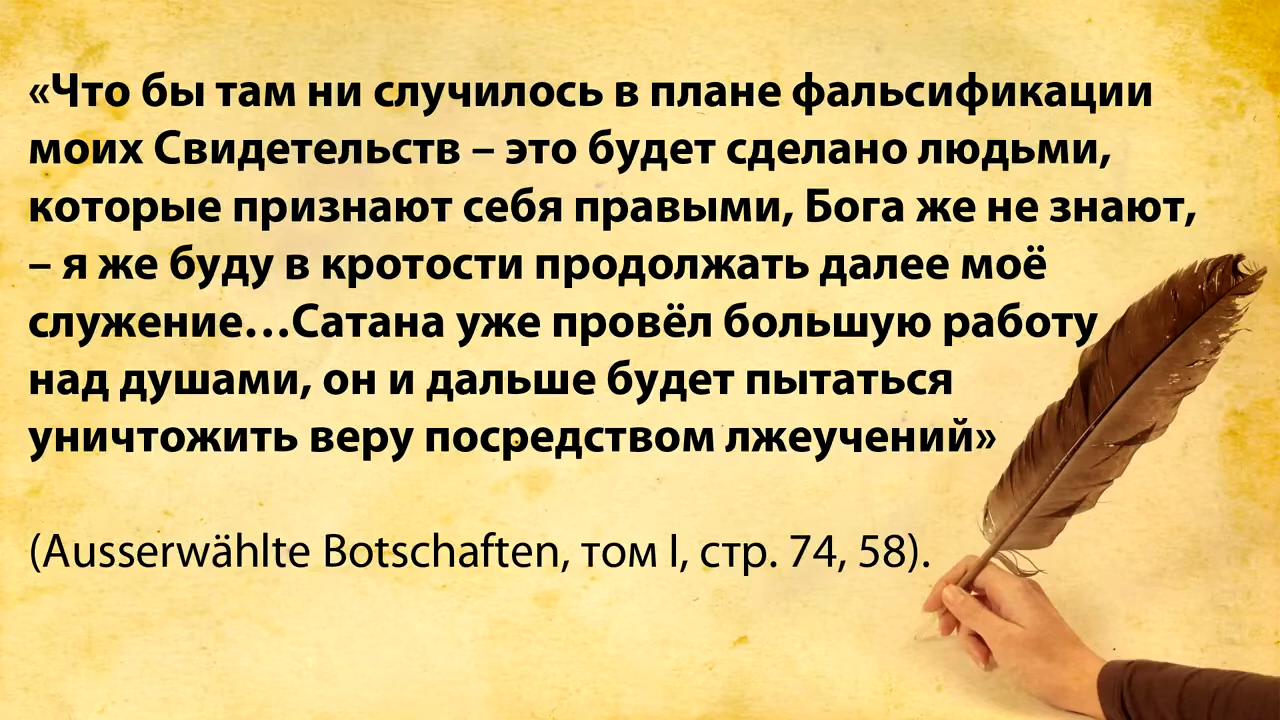 «Что бы там ни случилось в плане фальсификации
моих Свидетельств – это будет сделано людьми,
которые признают себя правыми, Бога же не знают,
– я же буду в кротости продолжать далее моё
служение…Сатана уже провёл большую работу
над душами, он и дальше будет пытаться
уничтожить веру посредством лжеучений»
(Ausserwählte Botschaften, том I, стр. 74, 58).